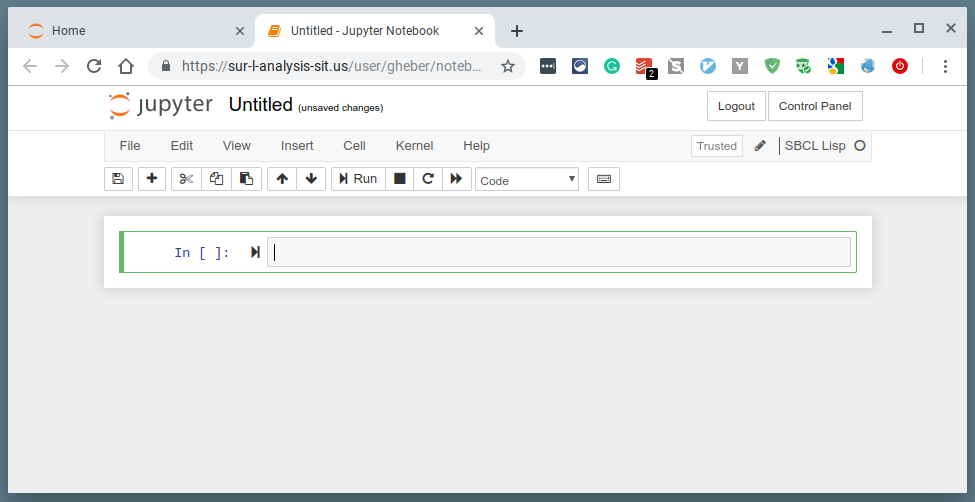 Home
Untitled - Jupyter Notebook
https://sur-l-analysis-sit.us/user/gheber/noteb...
2
jupyter Untitled (unsaved changes)
Logout Control Panel
File Edit View Insert Cell Kernel Help
Trusted SBCL Lisp
Run Code
In [ ]: